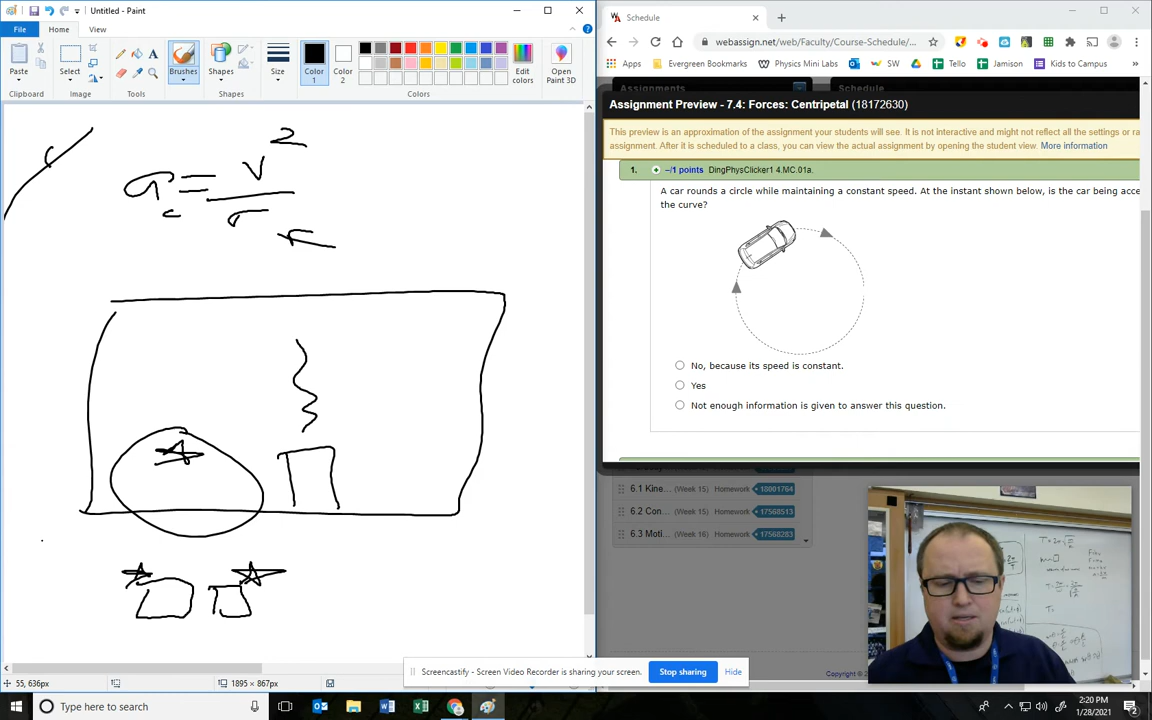 Untitled - Paint
File
Home
View
Paste
Select
Brushes
Shapes
Size
Color 1
Color 2
Edit colors
Open Paint 3D
Clipboard
Image
Tools
Shapes
Colors
a_c = v^2 / r
55, 636px
1895 × 867px
Schedule
webassign.net/web/Faculty/Course-Schedule/...
Apps
Evergreen Bookmarks
Physics Mini Labs
SW
Tello
Jamison
Kids to Campus
Assignment Preview - 7.4: Forces: Centripetal (18172630)
This preview is an approximation of the assignment your students will see. It is not interactive and might not reflect all the settings or ra
assignment. After it is scheduled to a class, you can view the actual assignment by opening the student view. More information
1.
–/1 points DingPhysClicker1 4.MC.01a.
A car rounds a circle while maintaining a constant speed. At the instant shown below, is the car being acce
the curve?
No, because its speed is constant.
Yes
Not enough information is given to answer this question.
6.1 Kine... (Week 15) Homework 18001764
6.2 Con... (Week 15) Homework 17568513
6.3 Moti... (Week 16) Homework 17568283
Copyright ©
Screencastify - Screen Video Recorder is sharing your screen.
Stop sharing
Hide
Type here to search
2:20 PM
1/28/2021
2